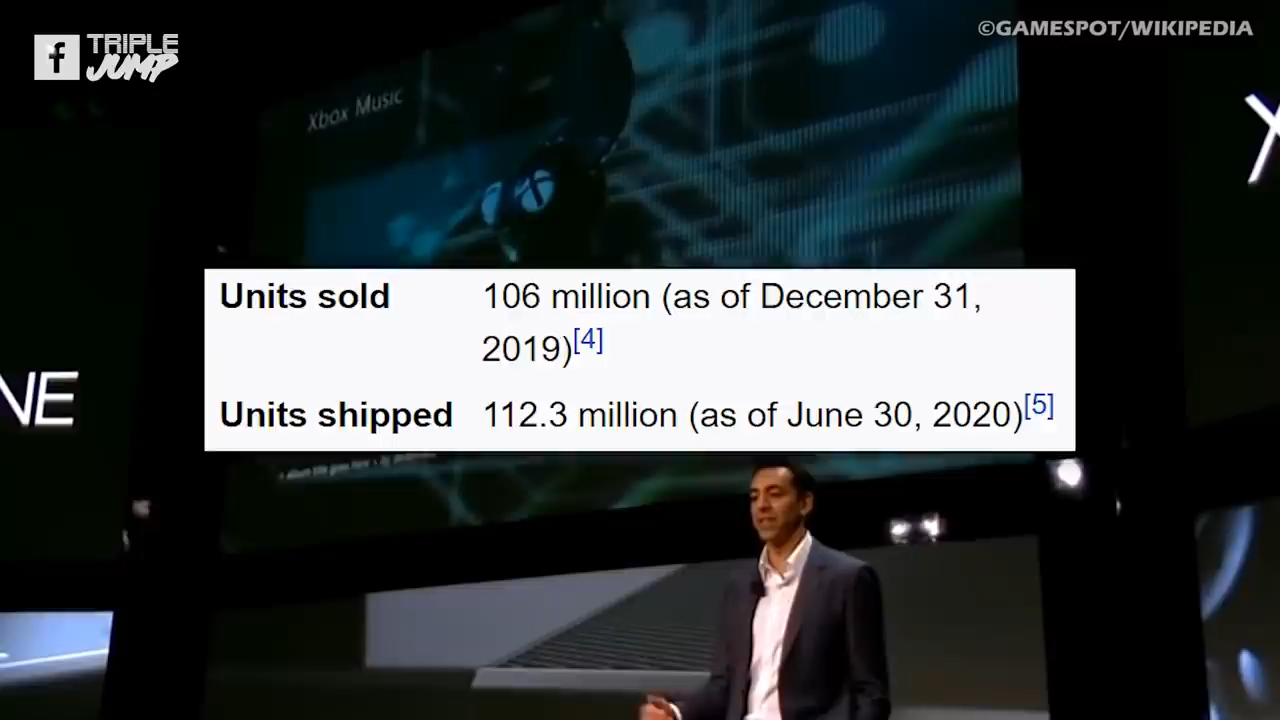 f TRIPLE
JUMP
©GAMESPOT/WIKIPEDIA
Xbox Music
X
NE
Units sold 106 million (as of December 31,
2019)[4]
Units shipped 112.3 million (as of June 30, 2020)[5]